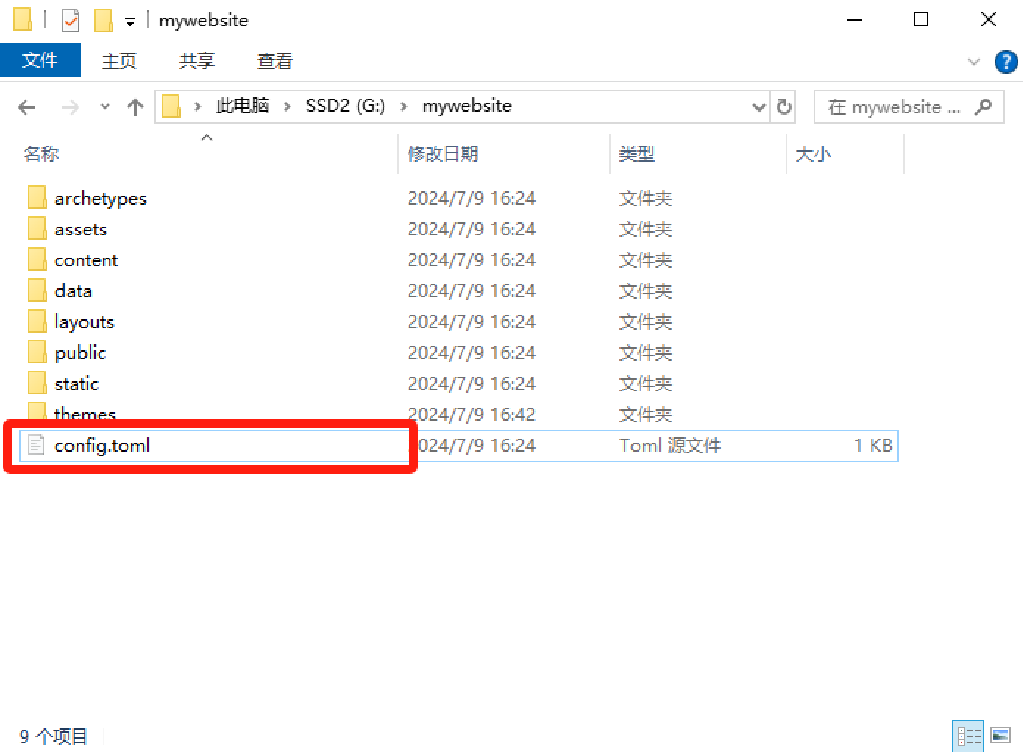 mywebsite
文件 主页 共享 查看
此电脑 SSD2 (G:) mywebsite 在 mywebsite ...
名称 修改日期 类型 大小
archetypes 2024/7/9 16:24 文件夹
assets 2024/7/9 16:24 文件夹
content 2024/7/9 16:24 文件夹
data 2024/7/9 16:24 文件夹
layouts 2024/7/9 16:24 文件夹
public 2024/7/9 16:24 文件夹
static 2024/7/9 16:24 文件夹
themes 2024/7/9 16:42 文件夹
config.toml 2024/7/9 16:24 Toml 源文件 1 KB
9 个项目